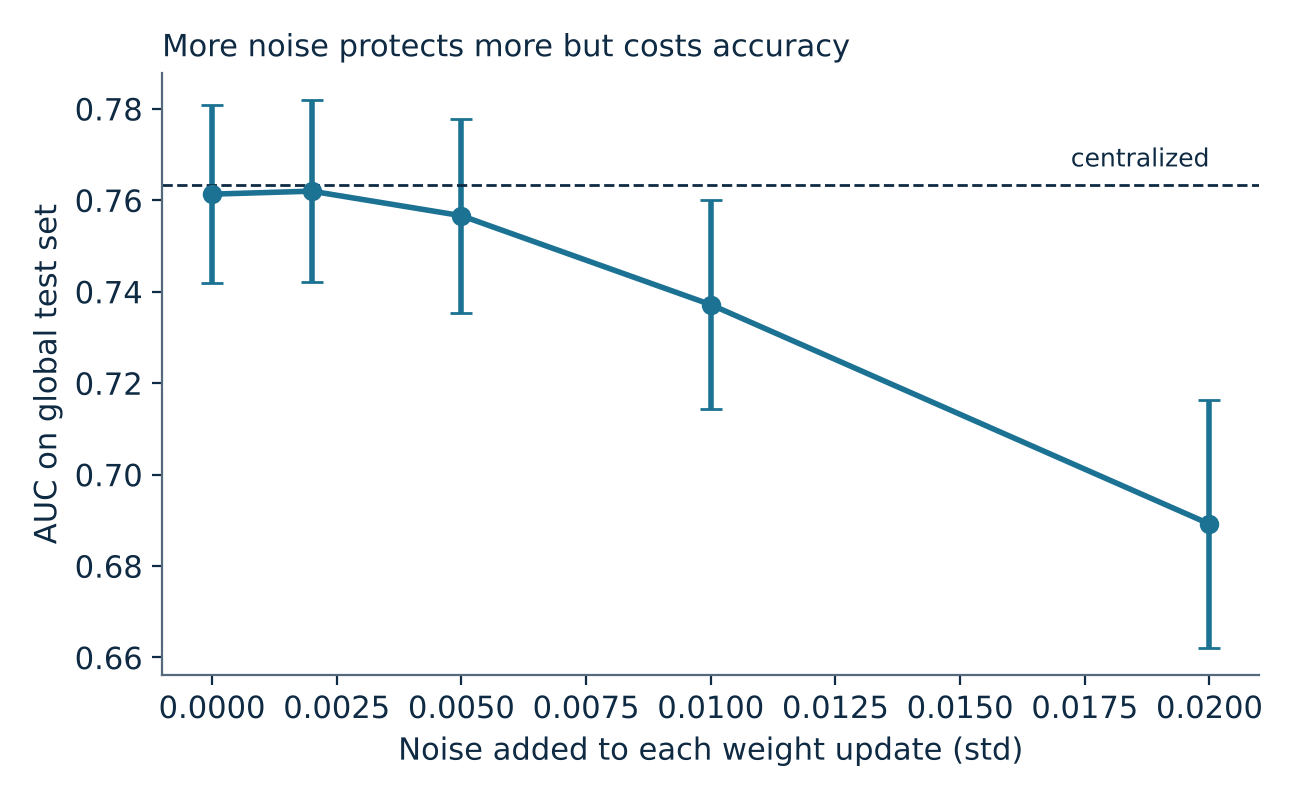 More noise protects more but costs accuracy
0.78
0.76
0.74
0.72
0.70
0.68
0.66
AUC on global test set
centralized
0.0000 0.0025 0.0050 0.0075 0.0100 0.0125 0.0150 0.0175 0.0200
Noise added to each weight update (std)